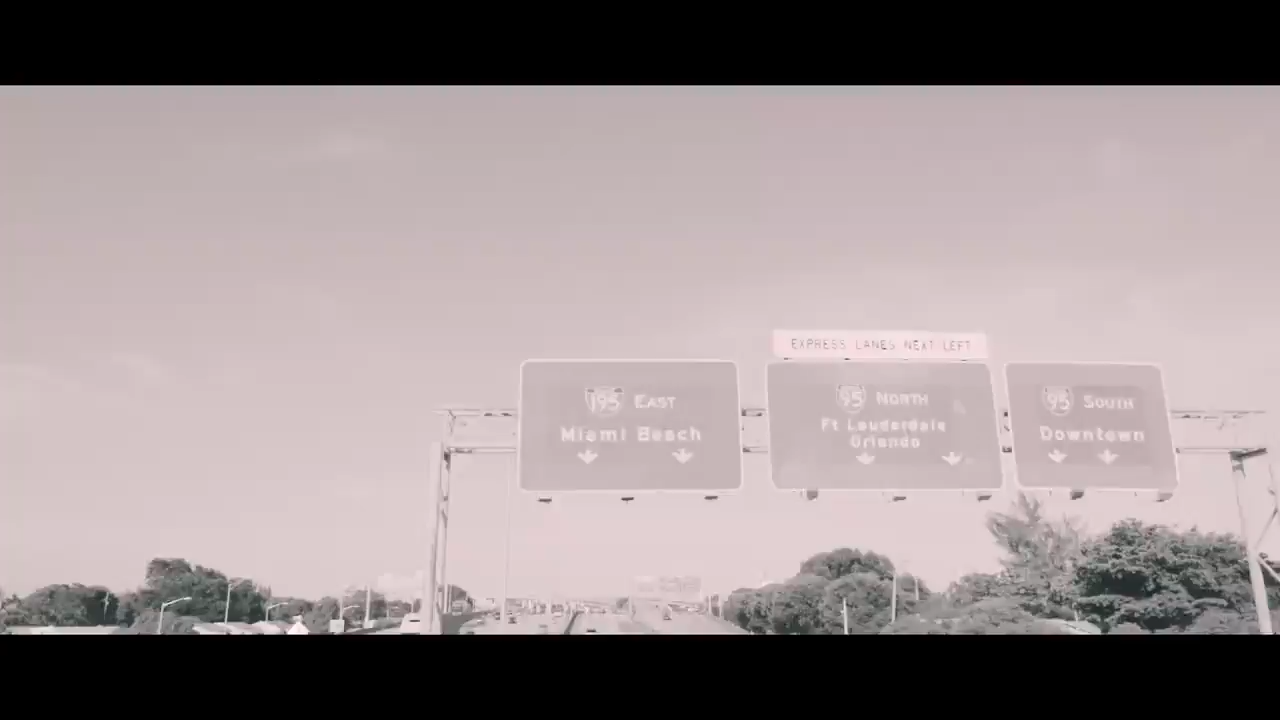 EXPRESS LANES NEXT LEFT
195 EAST
Miami Beach
95 NORTH
Ft Lauderdale
Orlando
95 SOUTH
Downtown